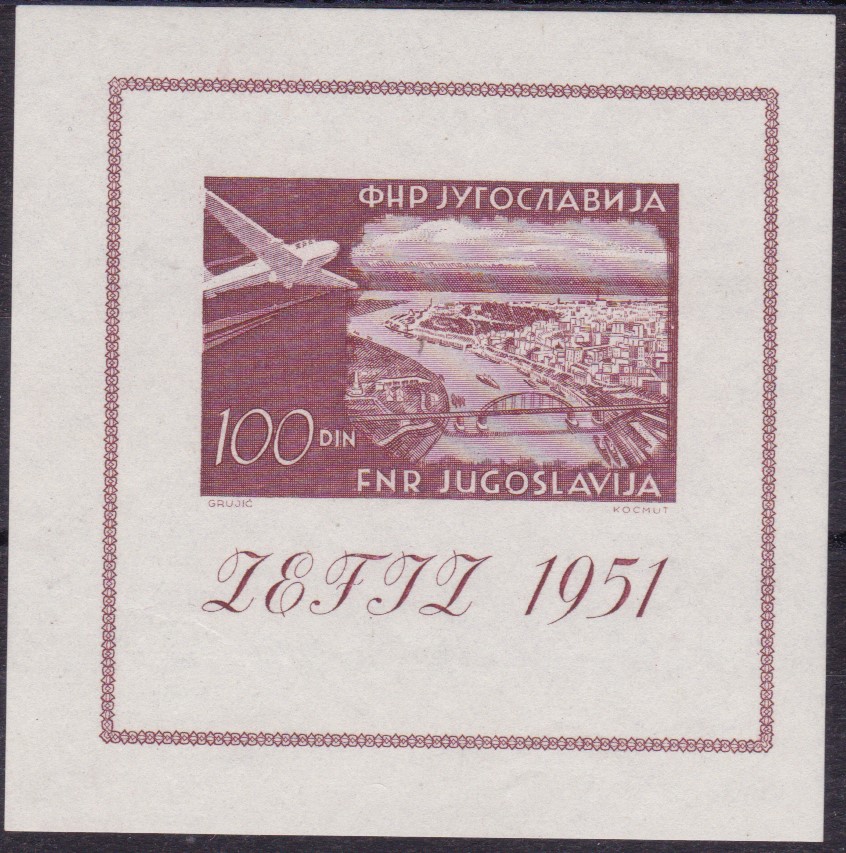 ФНР ЈУГОСЛАВИЈА
100 DIN
FNR JUGOSLAVIJA
GRUJIĆ
KOCMUT
ZEFIZ 1951